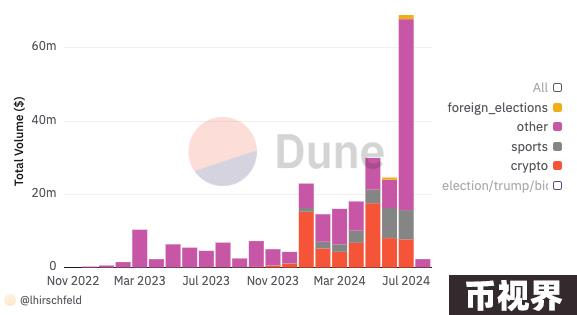 Total Volume ($)
60m
40m
20m
0
Nov 2022
Mar 2023
Jul 2023
Nov 2023
Mar 2024
Jul 2024
Dune
All
foreign_elections
other
sports
crypto
election/trump/bi
@lhirschfeld
币视界